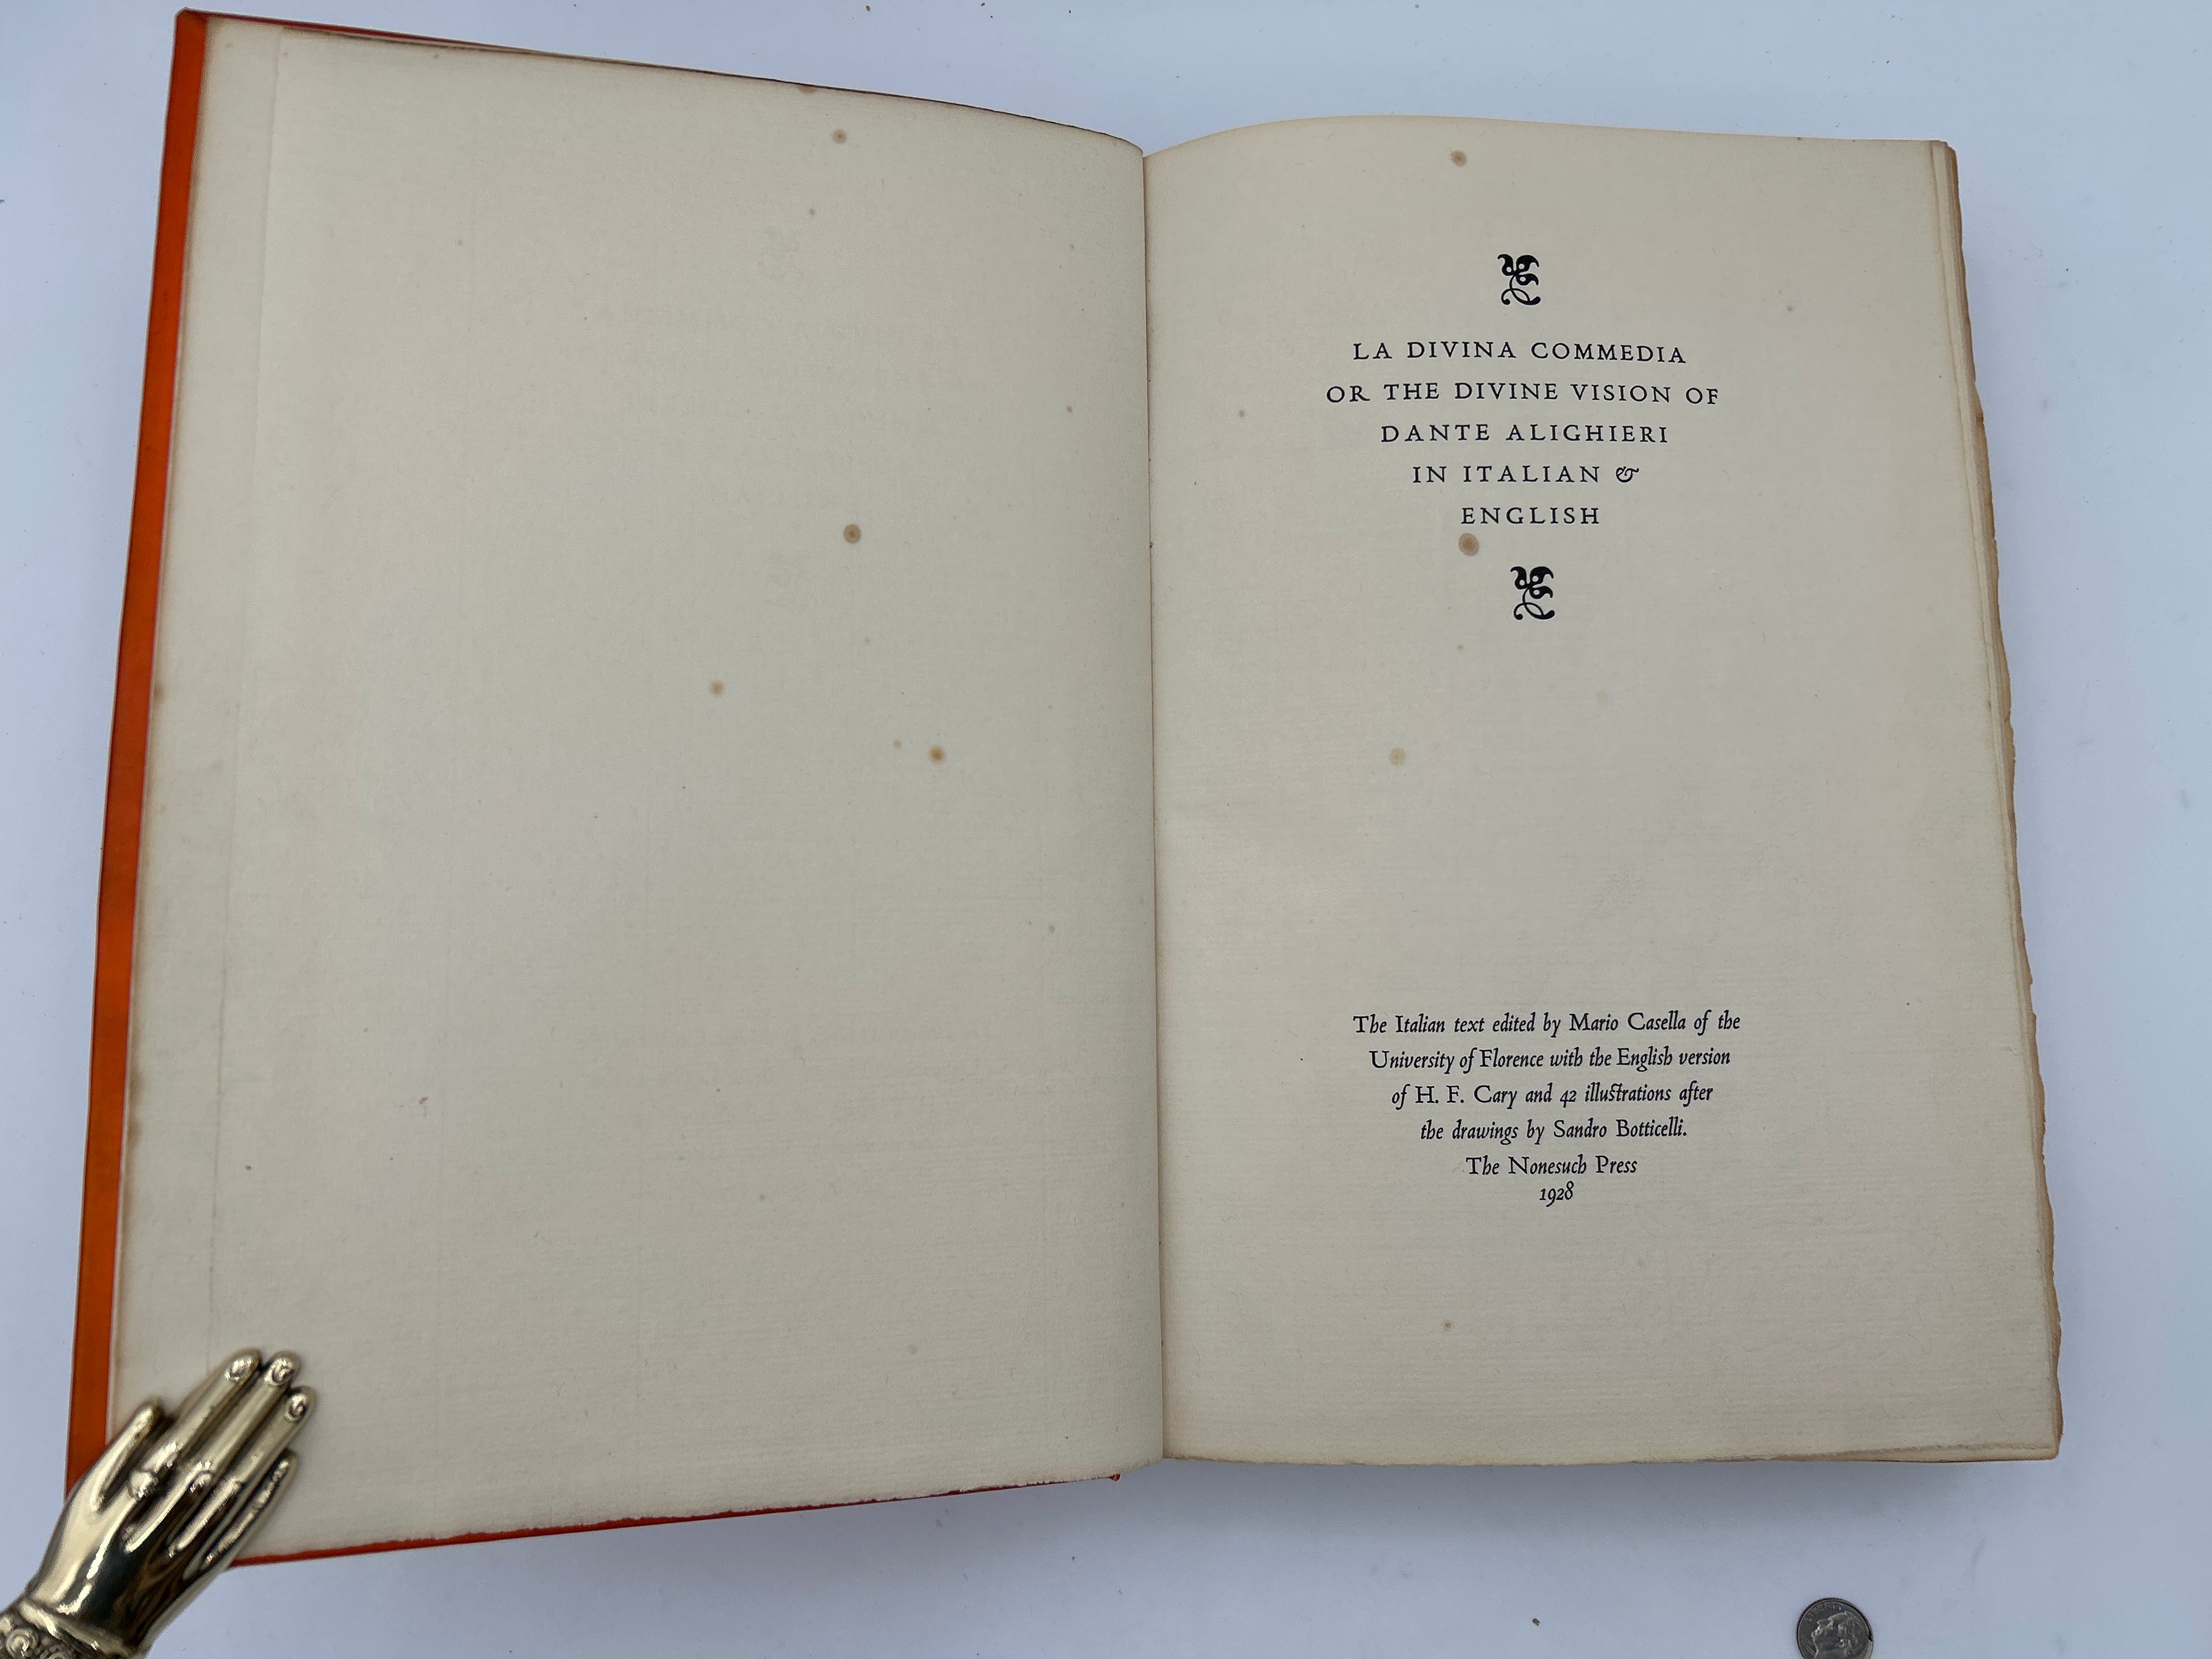 LA DIVINA COMMEDIA
OR THE DIVINE VISION OF
DANTE ALIGHIERI
IN ITALIAN &
ENGLISH
The Italian text edited by Mario Casella of the
University of Florence with the English version
of H. F. Cary and 42 illustrations after
the drawings by Sandro Botticelli.
The Nonesuch Press
1928
LIBERTY